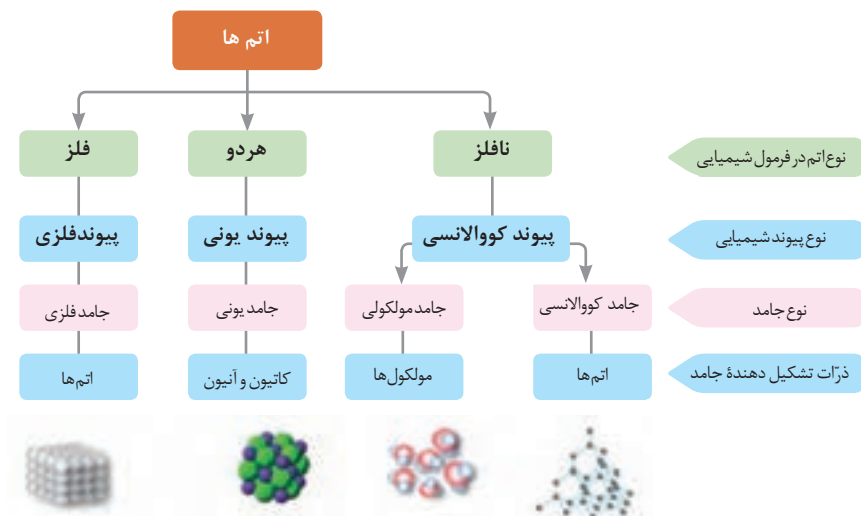 اتم ها
نوع اتم در فرمول شیمیایی
نافلز
هردو
فلز
نوع پیوند شیمیایی
پیوند کووالانسی
پیوند یونی
پیوندفلزی
نوع جامد
جامد کووالانسی
جامد مولکولی
جامد یونی
جامد فلزی
ذرّات تشکیل دهندهٔ جامد
اتم‌ها
مولکول‌ها
کاتیون و آنیون
اتم‌ها